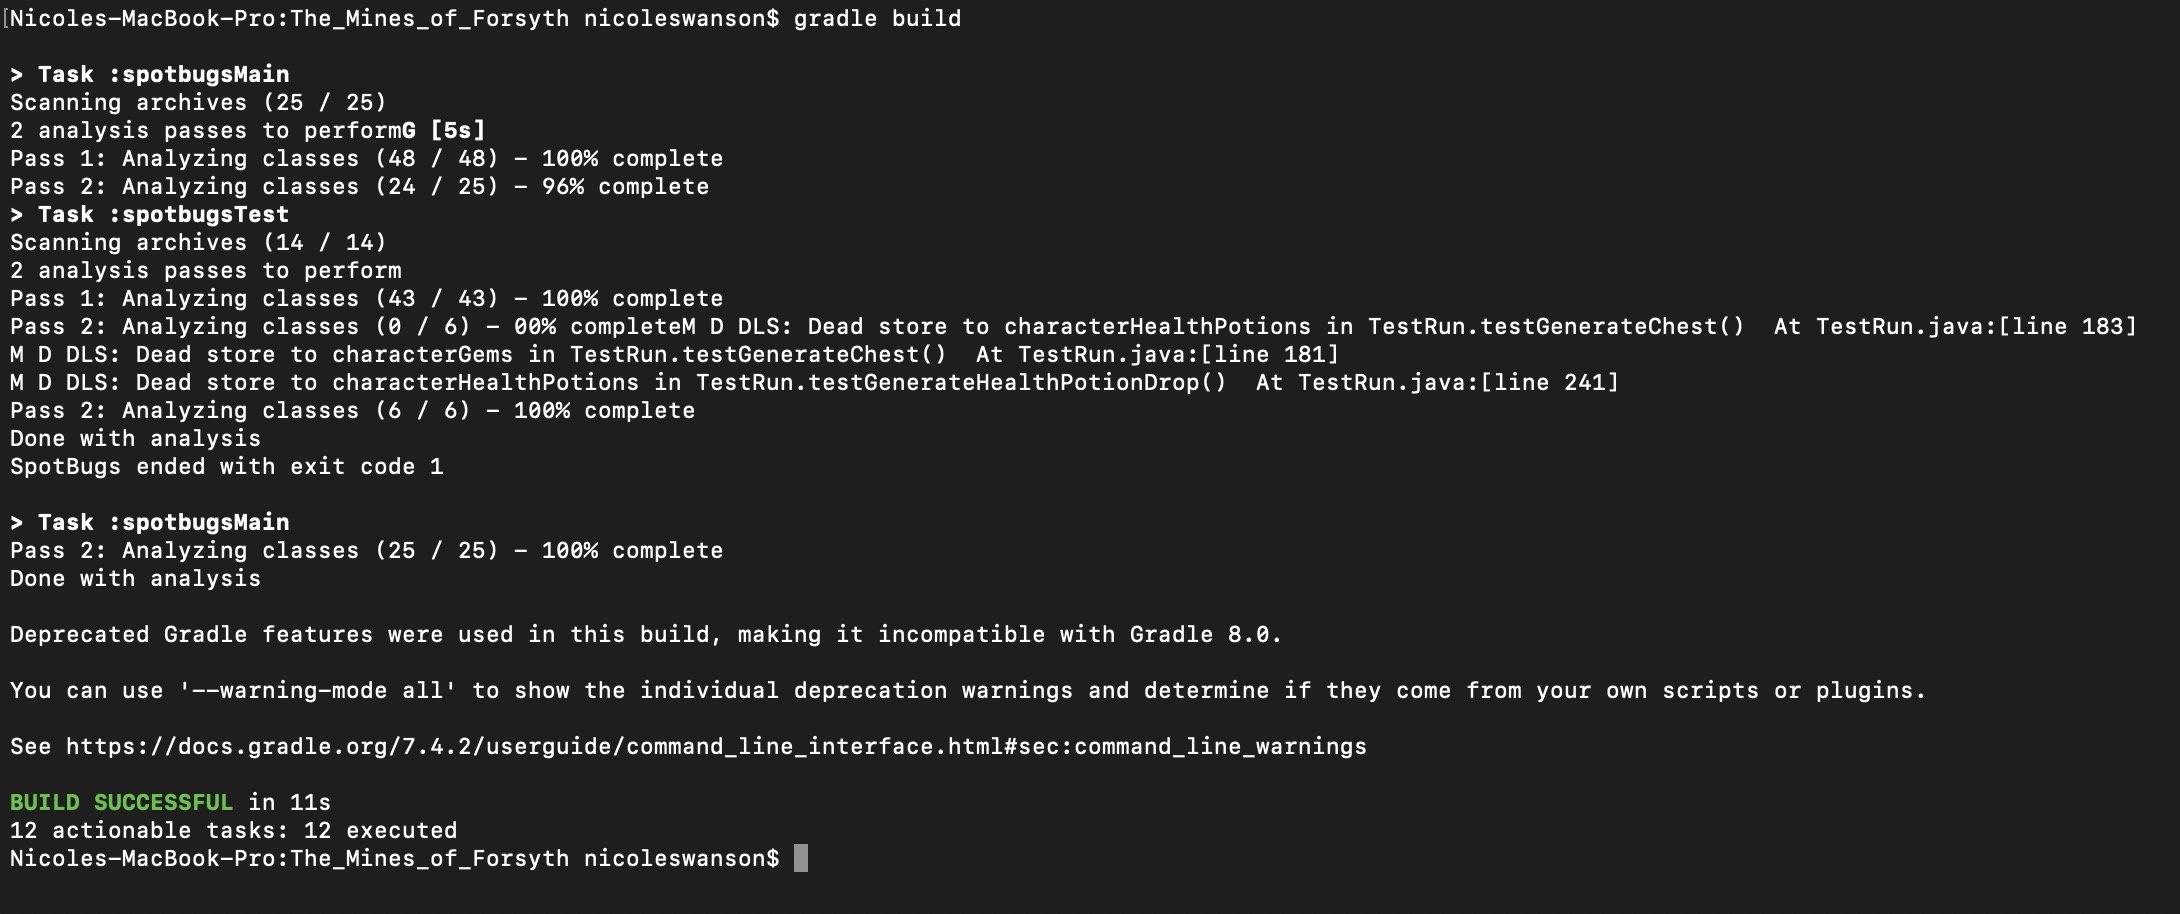 [Nicoles-MacBook-Pro:The_Mines_of_Forsyth nicoleswanson$ gradle build
> Task :spotbugsMain
Scanning archives (25 / 25)
2 analysis passes to performG [5s]
Pass 1: Analyzing classes (48 / 48) – 100% complete
Pass 2: Analyzing classes (24 / 25) – 96% complete
> Task :spotbugsTest
Scanning archives (14 / 14)
2 analysis passes to perform
Pass 1: Analyzing classes (43 / 43) – 100% complete
Pass 2: Analyzing classes (0 / 6) – 00% completeM D DLS: Dead store to characterHealthPotions in TestRun.testGenerateChest()  At TestRun.java:[line 183]
M D DLS: Dead store to characterGems in TestRun.testGenerateChest()  At TestRun.java:[line 181]
M D DLS: Dead store to characterHealthPotions in TestRun.testGenerateHealthPotionDrop()  At TestRun.java:[line 241]
Pass 2: Analyzing classes (6 / 6) – 100% complete
Done with analysis
SpotBugs ended with exit code 1
> Task :spotbugsMain
Pass 2: Analyzing classes (25 / 25) – 100% complete
Done with analysis
Deprecated Gradle features were used in this build, making it incompatible with Gradle 8.0.
You can use '--warning-mode all' to show the individual deprecation warnings and determine if they come from your own scripts or plugins.
See https://docs.gradle.org/7.4.2/userguide/command_line_interface.html#sec:command_line_warnings
BUILD SUCCESSFUL in 11s
12 actionable tasks: 12 executed
Nicoles-MacBook-Pro:The_Mines_of_Forsyth nicoleswanson$